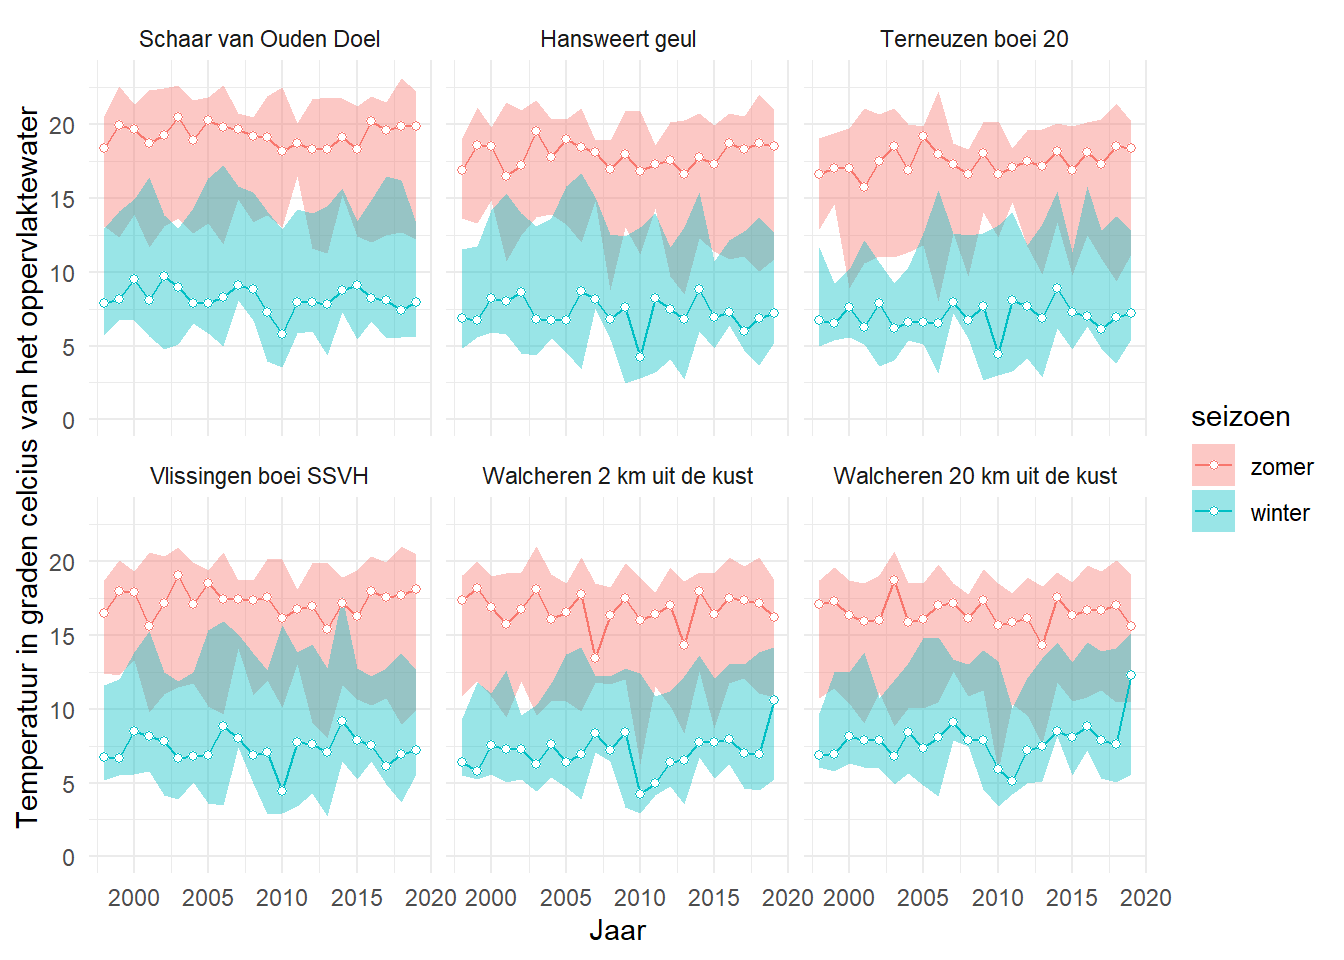 Schaar van Ouden Doel
Hansweert geul
Terneuzen boei 20
20
15
10
5
0
Temperatuur in graden celcius van het oppervlaktewater
Vlissingen boei SSVH
Walcheren 2 km uit de kust
Walcheren 20 km uit de kust
20
15
10
5
0
2000 2005 2010 2015 2020 2000 2005 2010 2015 2020 2000 2005 2010 2015 2020
Jaar
seizoen
zomer
winter